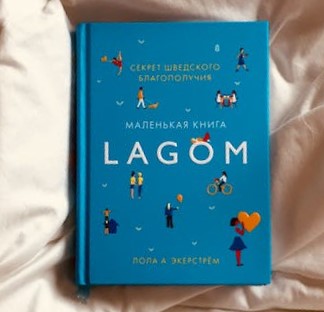 СЕКРЕТ ШВЕДСКОГО
БЛАГОПОЛУЧИЯ
МАЛЕНЬКАЯ КНИГА
LAGOM
ЛОЛА А. ЭКЕРСТРЁМ